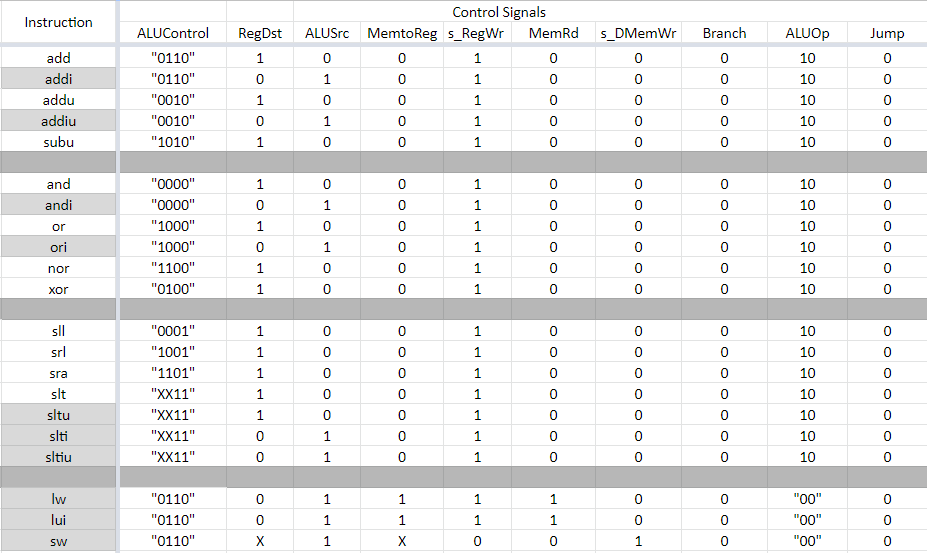 Instruction Control Signals
ALUControl RegDst ALUSrc MemtoReg s_RegWr MemRd s_DMemWr Branch ALUOp Jump
add "0110" 1 0 0 1 0 0 0 10 0
addi "0110" 0 1 0 1 0 0 0 10 0
addu "0010" 1 0 0 1 0 0 0 10 0
addiu "0010" 0 1 0 1 0 0 0 10 0
subu "1010" 1 0 0 1 0 0 0 10 0
and "0000" 1 0 0 1 0 0 0 10 0
andi "0000" 0 1 0 1 0 0 0 10 0
or "1000" 1 0 0 1 0 0 0 10 0
ori "1000" 0 1 0 1 0 0 0 10 0
nor "1100" 1 0 0 1 0 0 0 10 0
xor "0100" 1 0 0 1 0 0 0 10 0
sll "0001" 1 0 0 1 0 0 0 10 0
srl "1001" 1 0 0 1 0 0 0 10 0
sra "1101" 1 0 0 1 0 0 0 10 0
slt "XX11" 1 0 0 1 0 0 0 10 0
sltu "XX11" 1 0 0 1 0 0 0 10 0
slti "XX11" 0 1 0 1 0 0 0 10 0
sltiu "XX11" 0 1 0 1 0 0 0 10 0
lw "0110" 0 1 1 1 1 0 0 "00" 0
lui "0110" 0 1 1 1 1 0 0 "00" 0
sw "0110" X 1 X 0 0 1 0 "00" 0